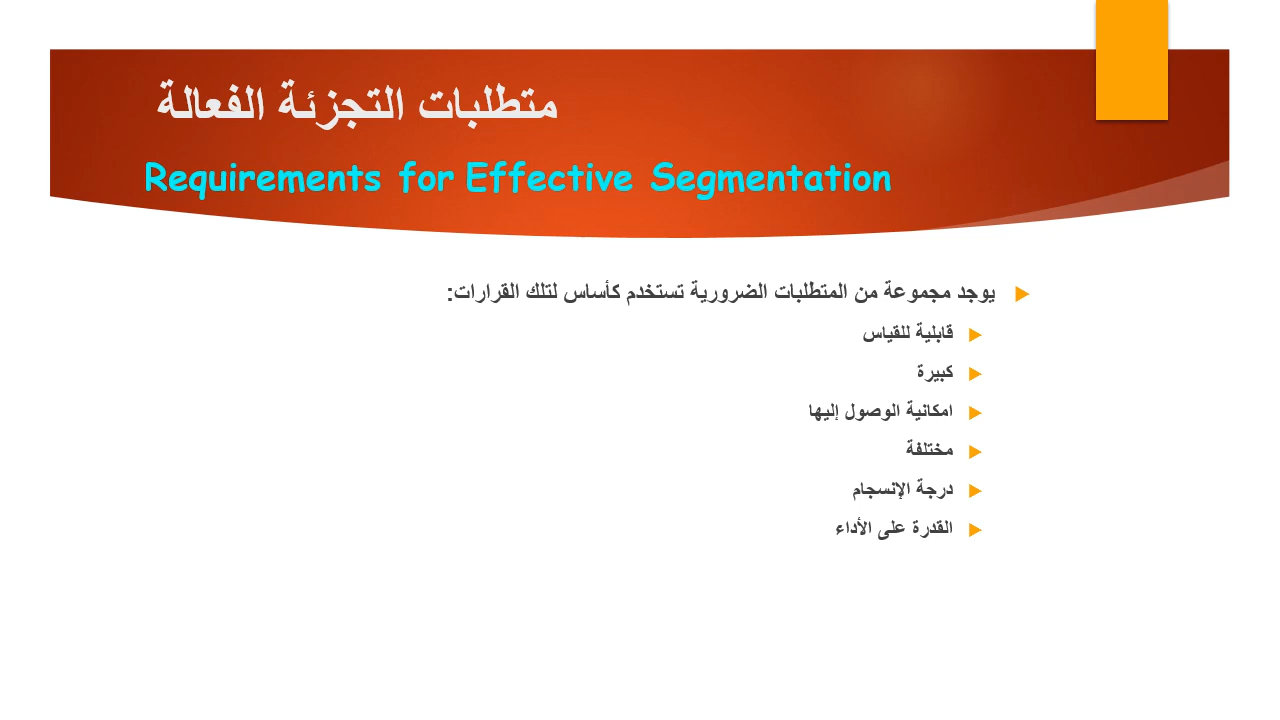 متطلبات التجزئة الفعالة
Requirements for Effective Segmentation
يوجد مجموعة من المتطلبات الضرورية تستخدم كأساس لتلك القرارات:
قابلية للقياس
كبيرة
امكانية الوصول إليها
مختلفة
درجة الإنسجام
القدرة على الأداء